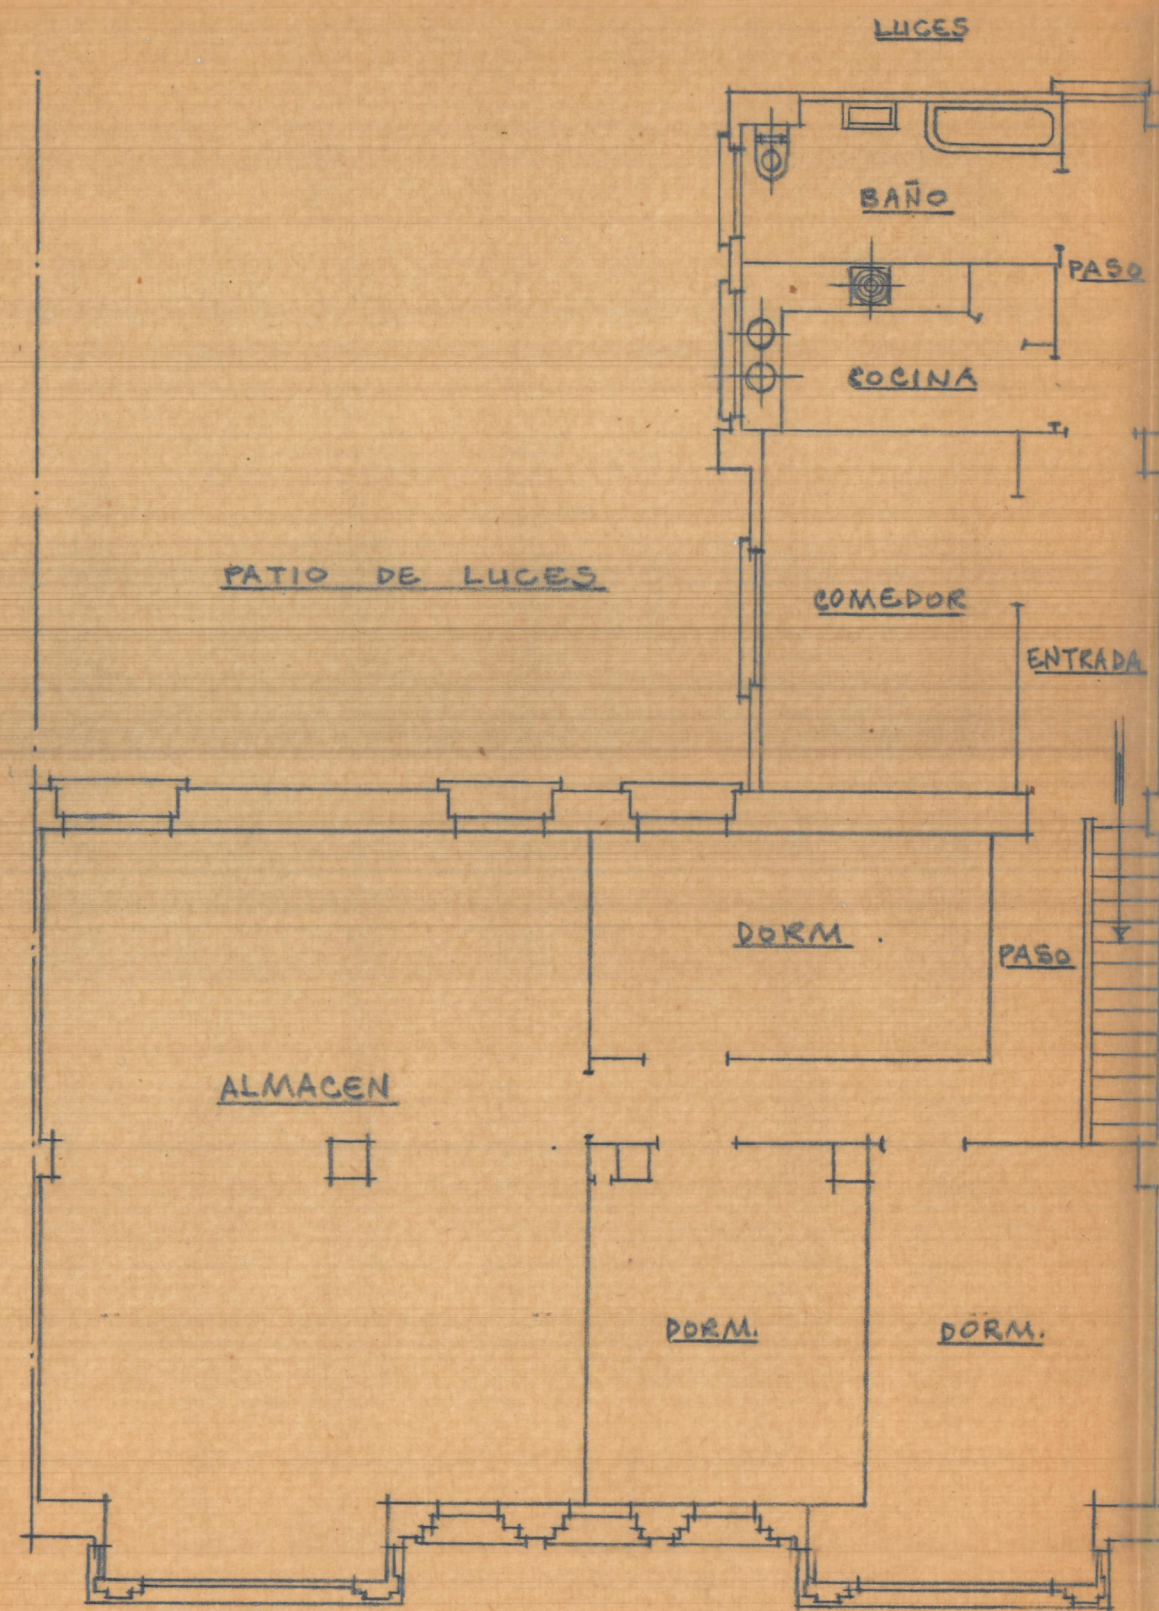 LUCES
BAÑO
PASO
COCINA
PATIO DE LUCES
COMEDOR
ENTRADA
DORM.
PASO
ALMACEN
DORM.
DORM.